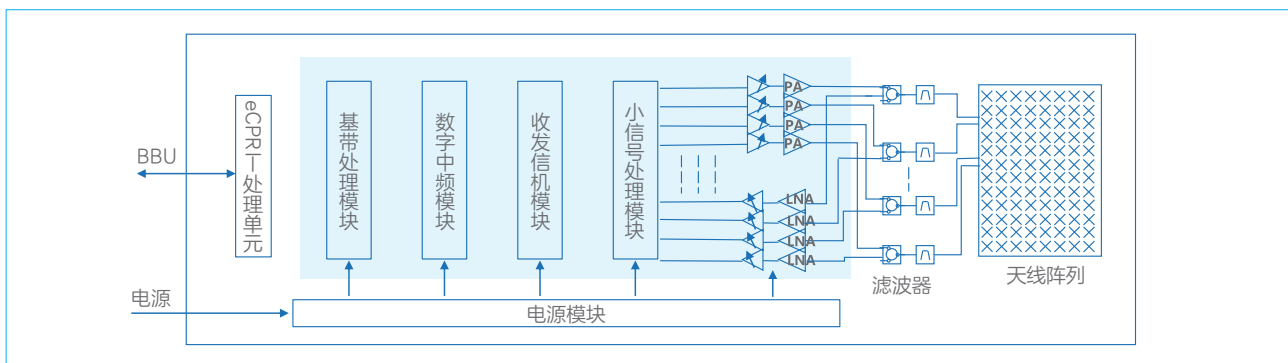 BBU
电源
eCPRI一处理单元
基带处理模块
数字中频模块
收发信机模块
小信号处理模块
PA
PA
PA
PA
LNA
LNA
LNA
LNA
滤波器
天线阵列
电源模块